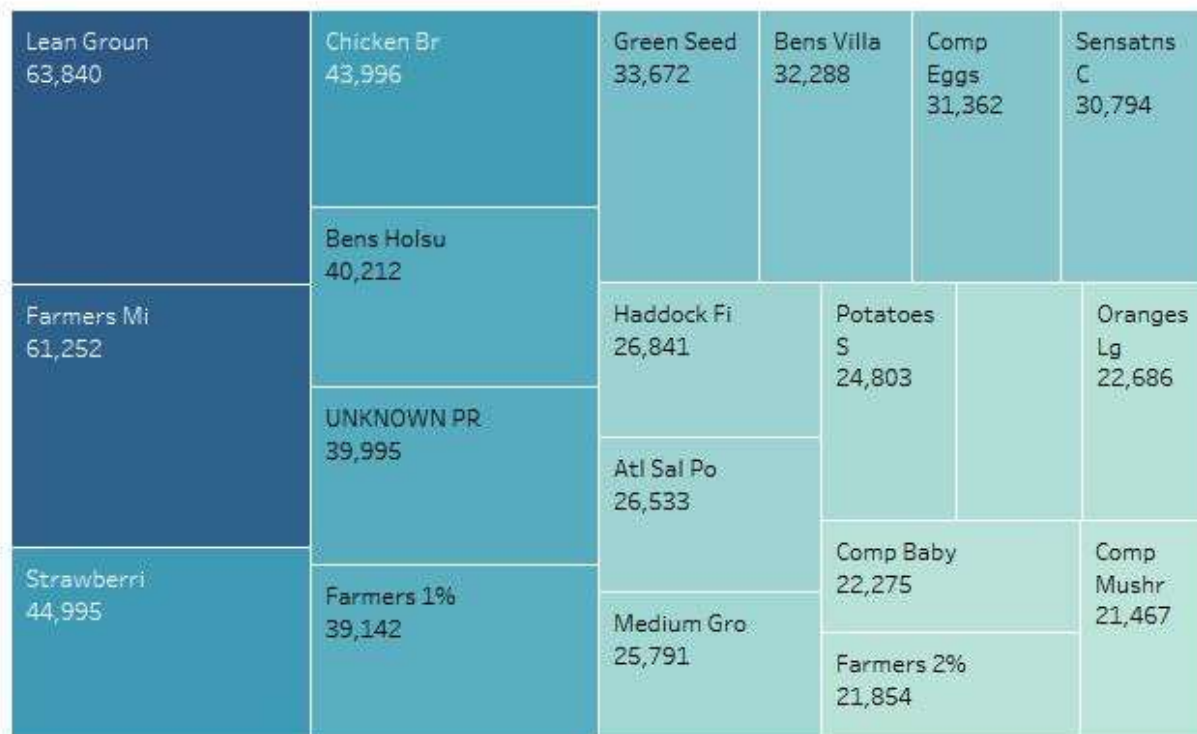 Lean Groun
63,840
Farmers Mi
61,252
Strawberri
44,995
Chicken Br
43,996
Bens Holsu
40,212
UNKNOWN PR
39,995
Farmers 1%
39,142
Green Seed
33,672
Bens Villa
32,288
Comp
Eggs
31,362
Sensatns
C
30,794
Haddock Fi
26,841
Atl Sal Po
26,533
Medium Gro
25,791
Potatoes
S
24,803
Oranges
Lg
22,686
Comp Baby
22,275
Farmers 2%
21,854
Comp
Mushr
21,467